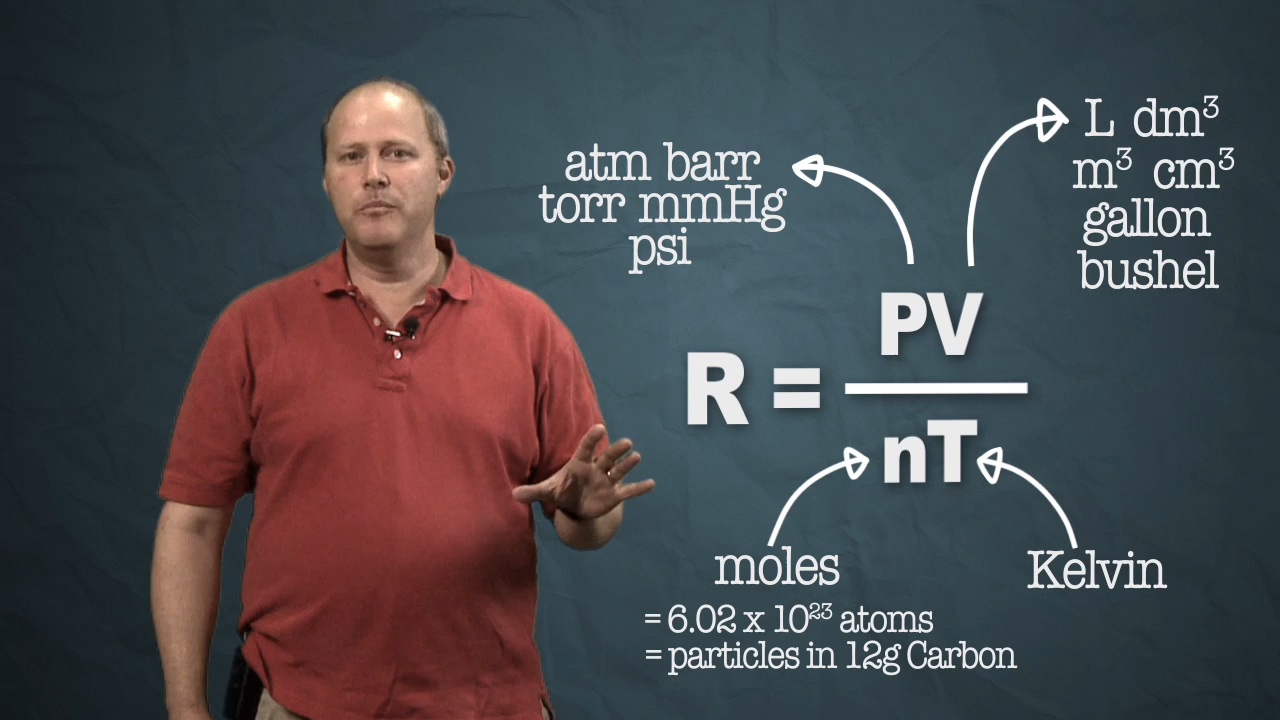 atm barr
torr mmHg
psi
L dm³
m³ cm³
gallon
bushel
R = PV
nT
moles
= 6.02 x 10²³ atoms
= particles in 12g Carbon
Kelvin